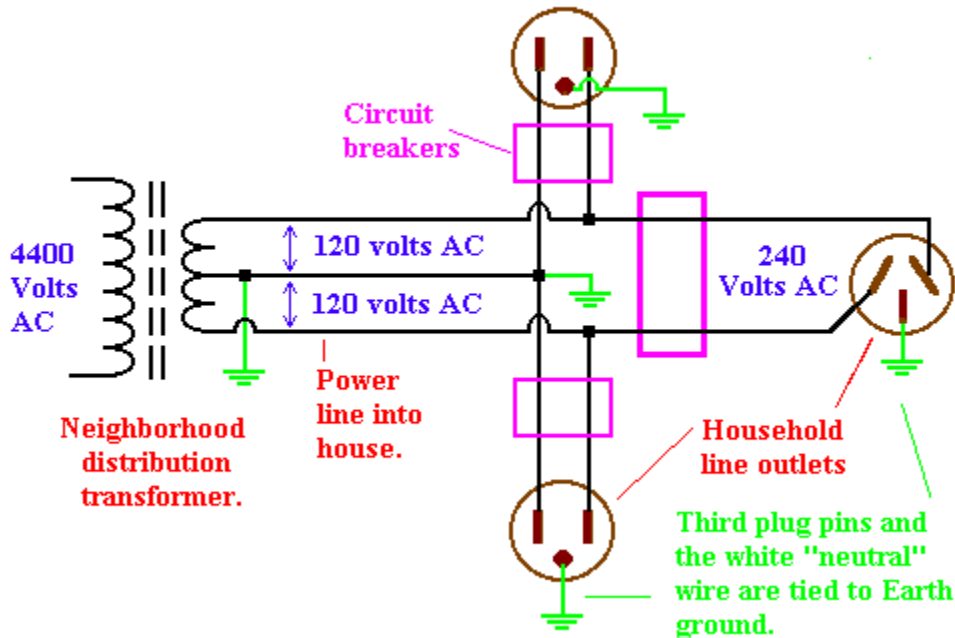 Circuit
breakers
4400
Volts
AC
120 volts AC
120 volts AC
240
Volts AC
Power
line into
house.
Neighborhood
distribution
transformer.
Household
line outlets
Third plug pins and
the white "neutral"
wire are tied to Earth
ground.